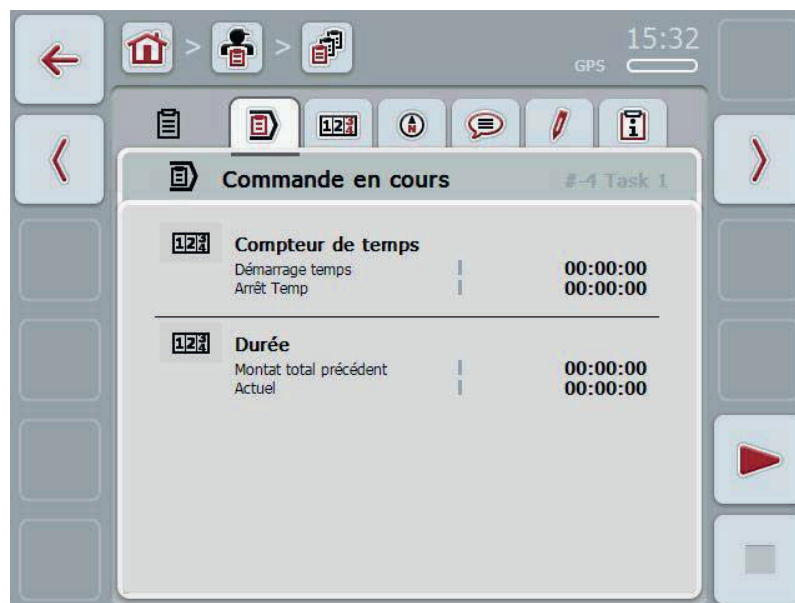 > >
15:32
GPS
Commande en cours #-4 Task 1
Compteur de temps
Démarrage temps 00:00:00
Arrêt Temp 00:00:00
Durée
Montat total précédent 00:00:00
Actuel 00:00:00